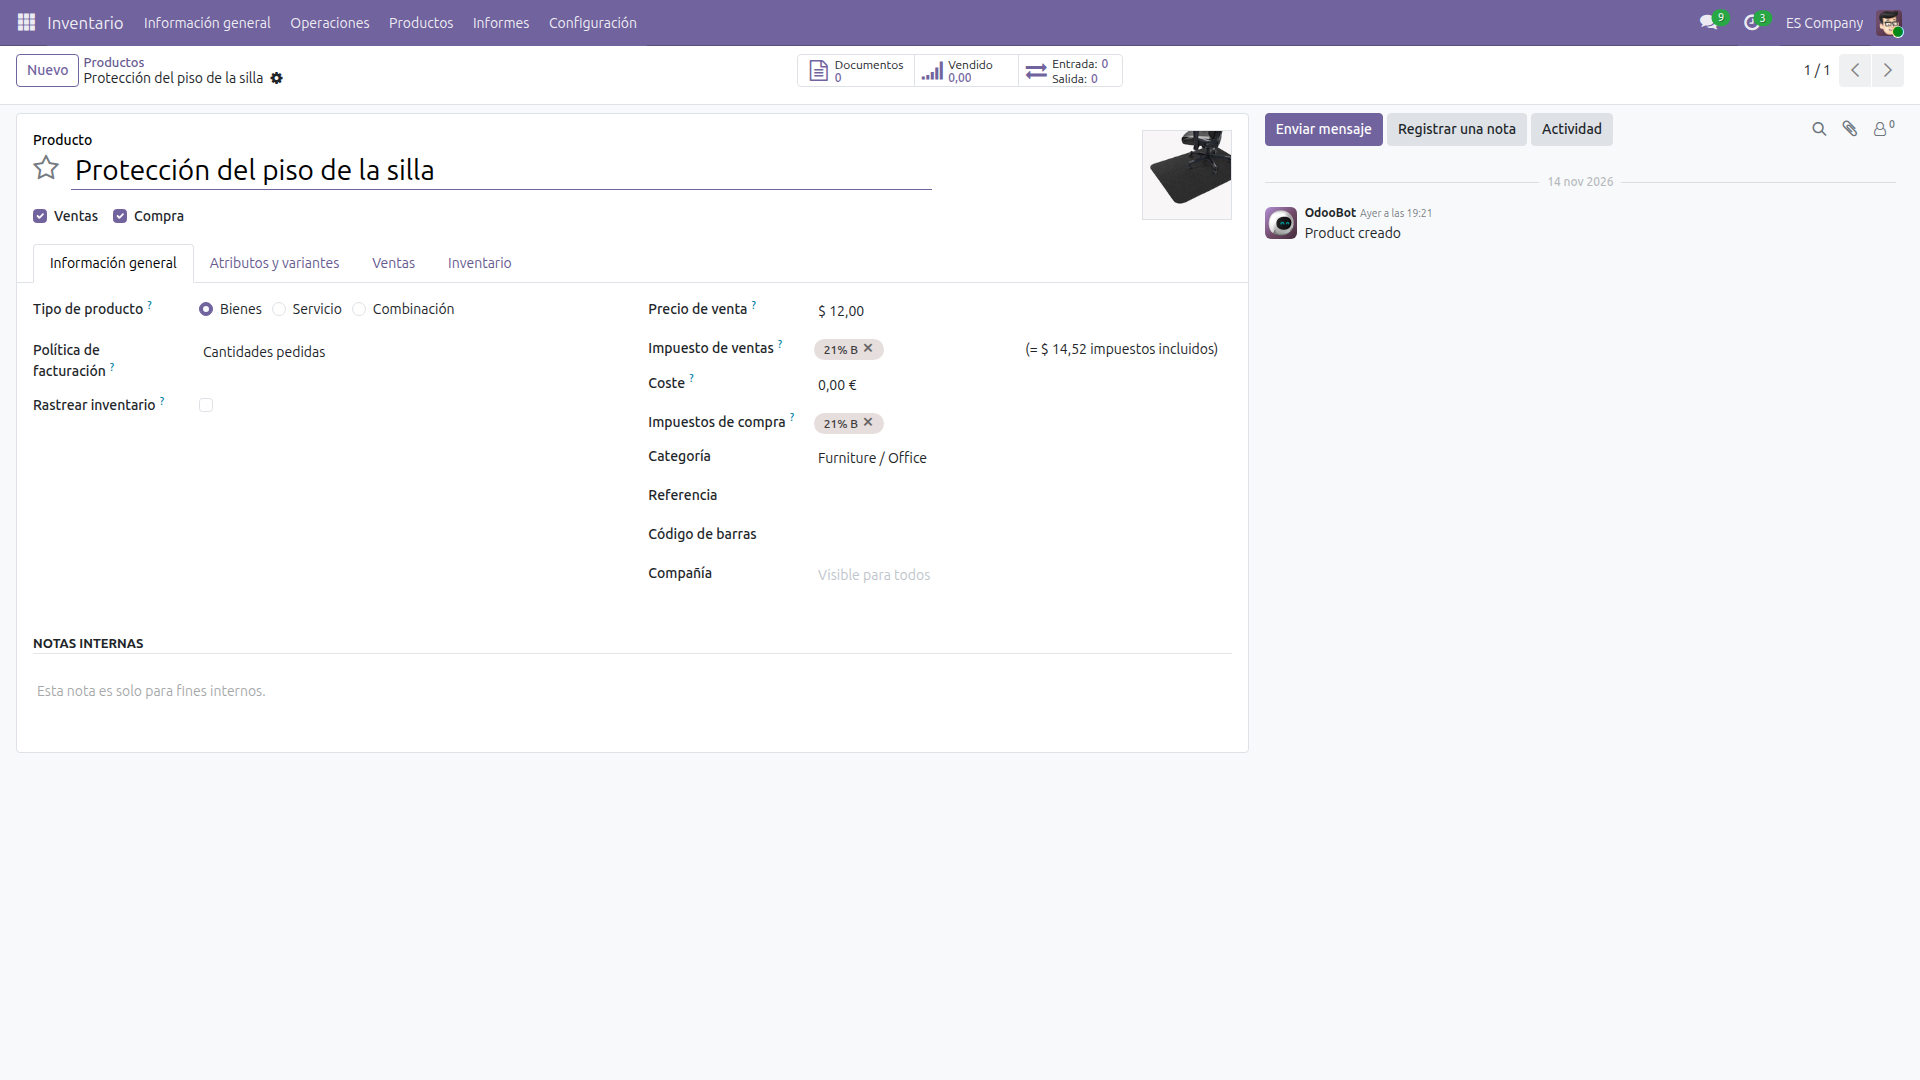 Inventario Información general Operaciones Productos Informes Configuración 9 3 ES Company
Nuevo Productos
Protección del piso de la silla
Documentos
0
Vendido
0,00
Entrada: 0
Salida: 0
1 / 1
Producto
Protección del piso de la silla
Ventas Compra
Información general Atributos y variantes Ventas Inventario
Tipo de producto ? Bienes Servicio Combinación
Política de
facturación ? Cantidades pedidas
Rastrear inventario ?
Precio de venta ? $ 12,00
Impuesto de ventas ? 21% B ✕ (= $ 14,52 impuestos incluidos)
Coste ? 0,00 €
Impuestos de compra ? 21% B ✕
Categoría Furniture / Office
Referencia
Código de barras
Compañía Visible para todos
NOTAS INTERNAS
Esta nota es solo para fines internos.
Enviar mensaje Registrar una nota Actividad 0
14 nov 2026
OdooBot Ayer a las 19:21
Product creado